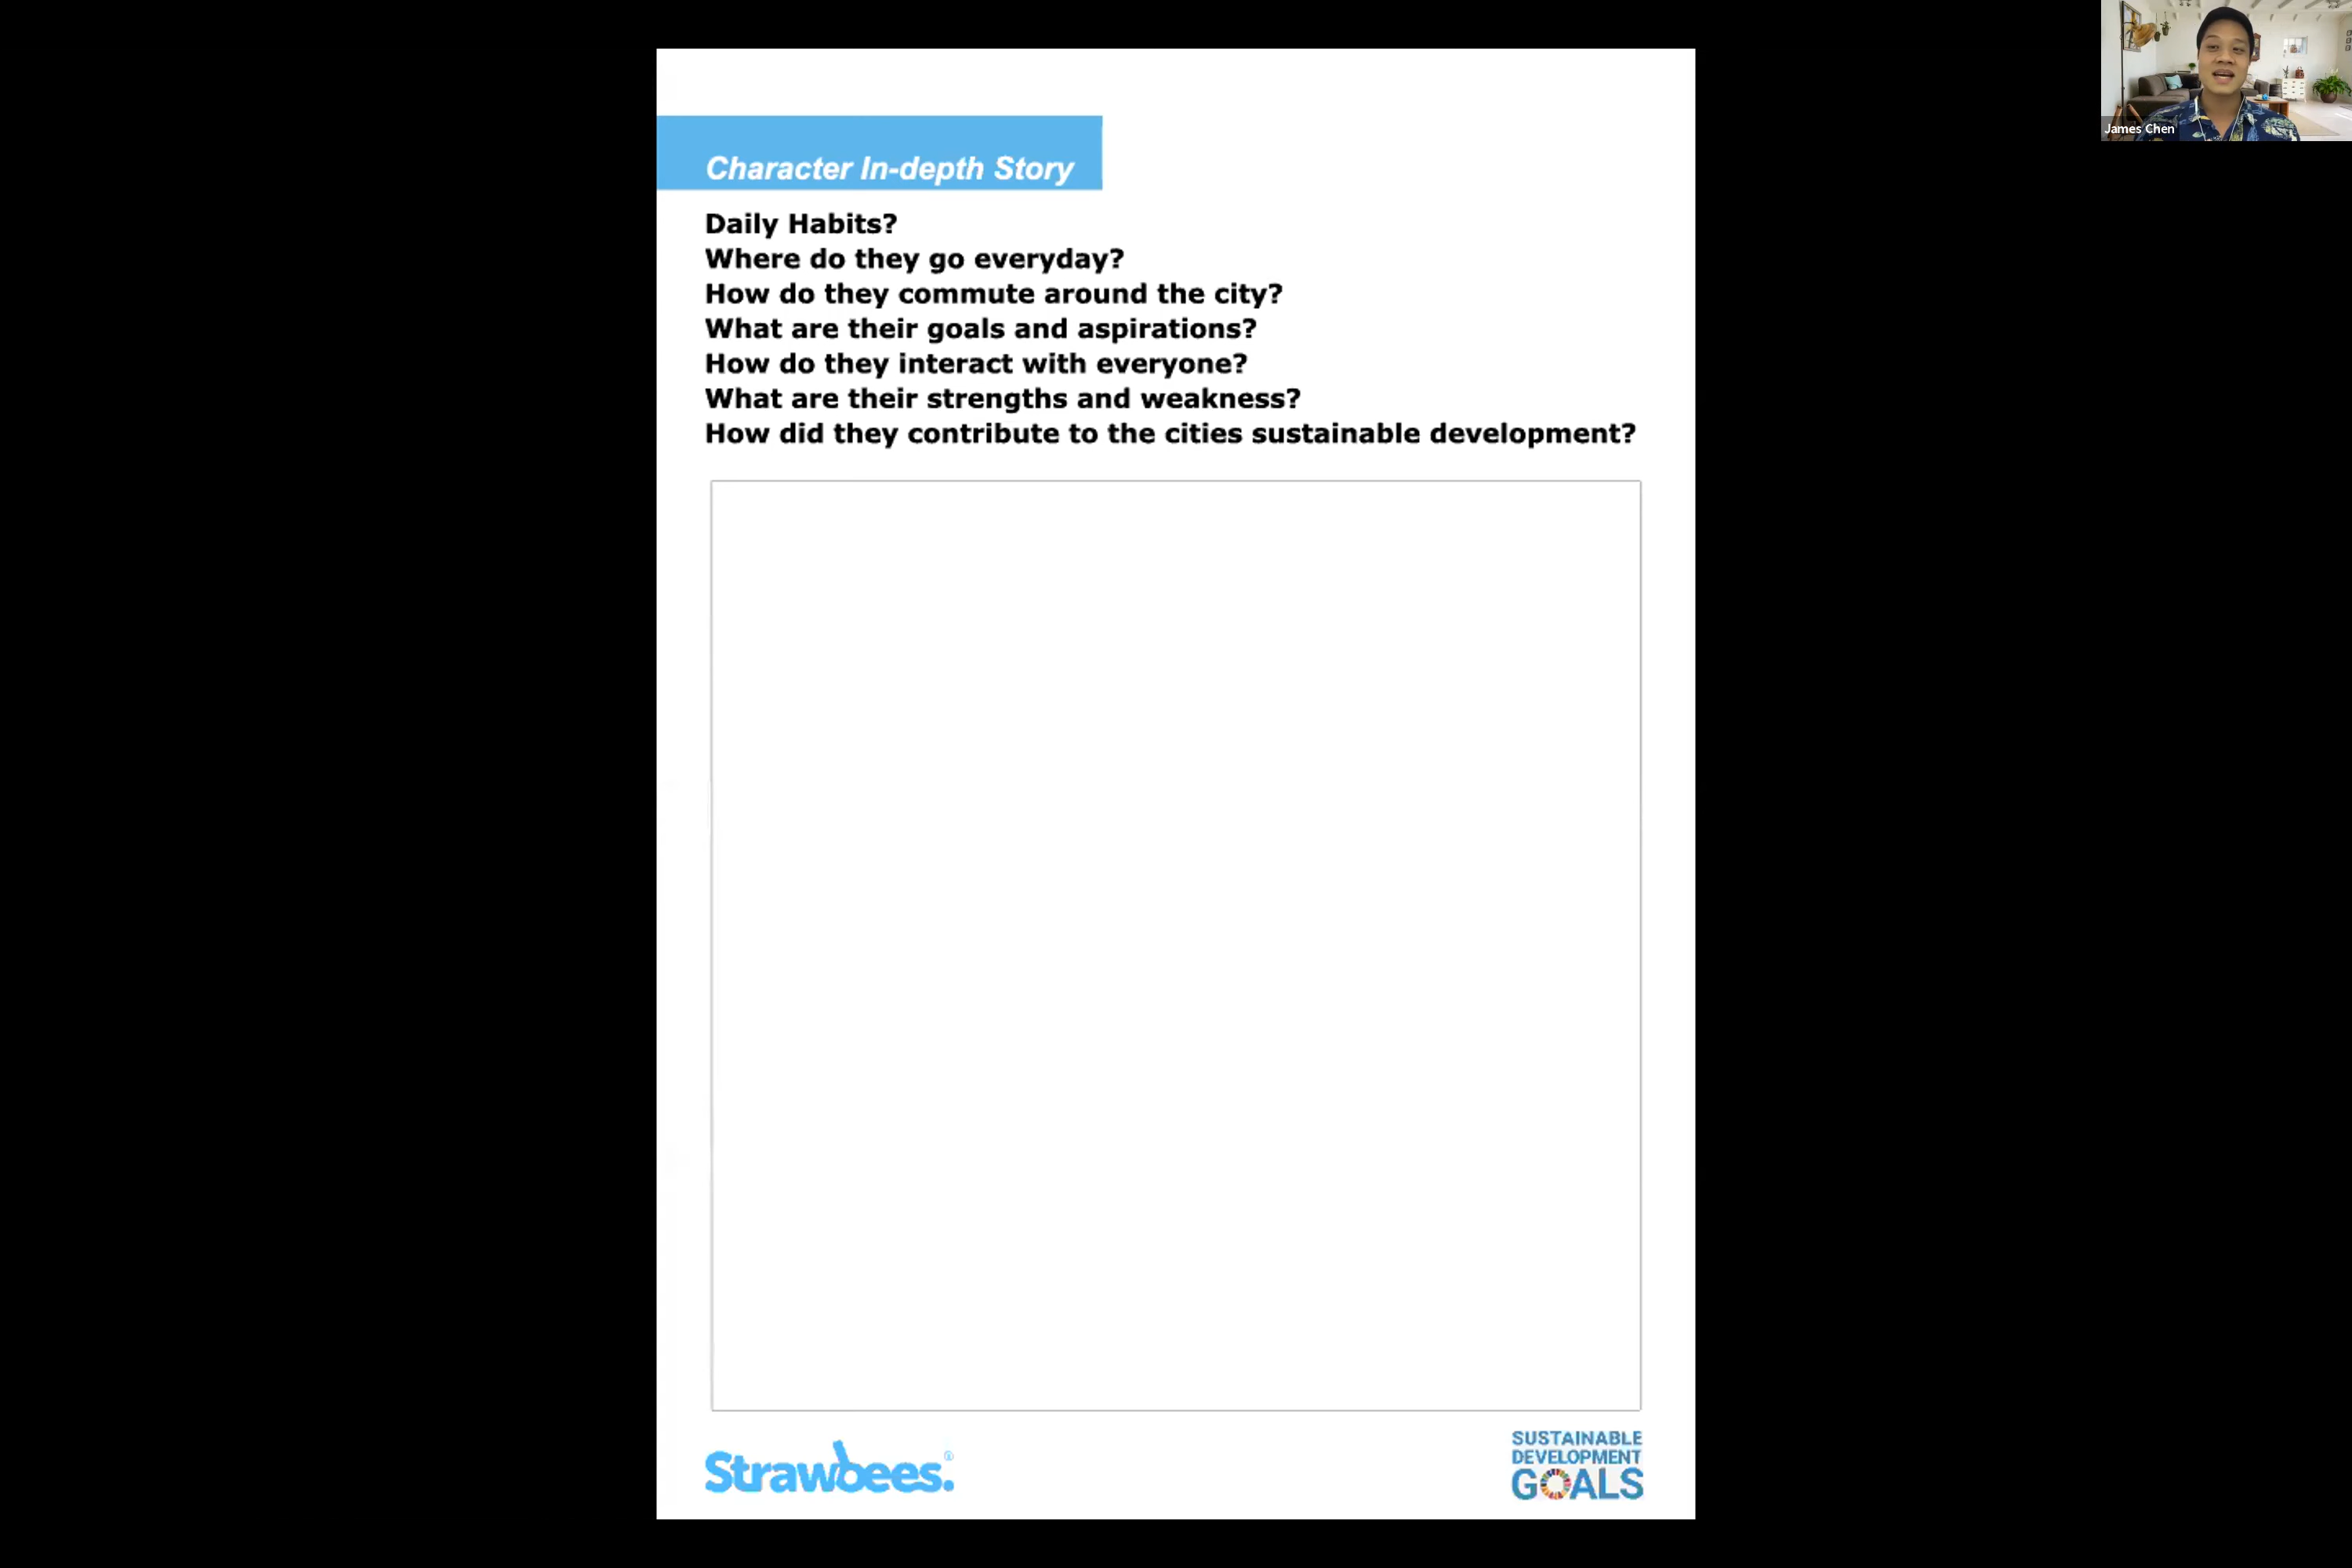 Character In-depth Story
James Chen
Daily Habits?
Where do they go everyday?
How do they commute around the city?
What are their goals and aspirations?
How do they interact with everyone?
What are their strengths and weakness?
How did they contribute to the cities sustainable development?
Strawbees.®
SUSTAINABLE
DEVELOPMENT
GOALS